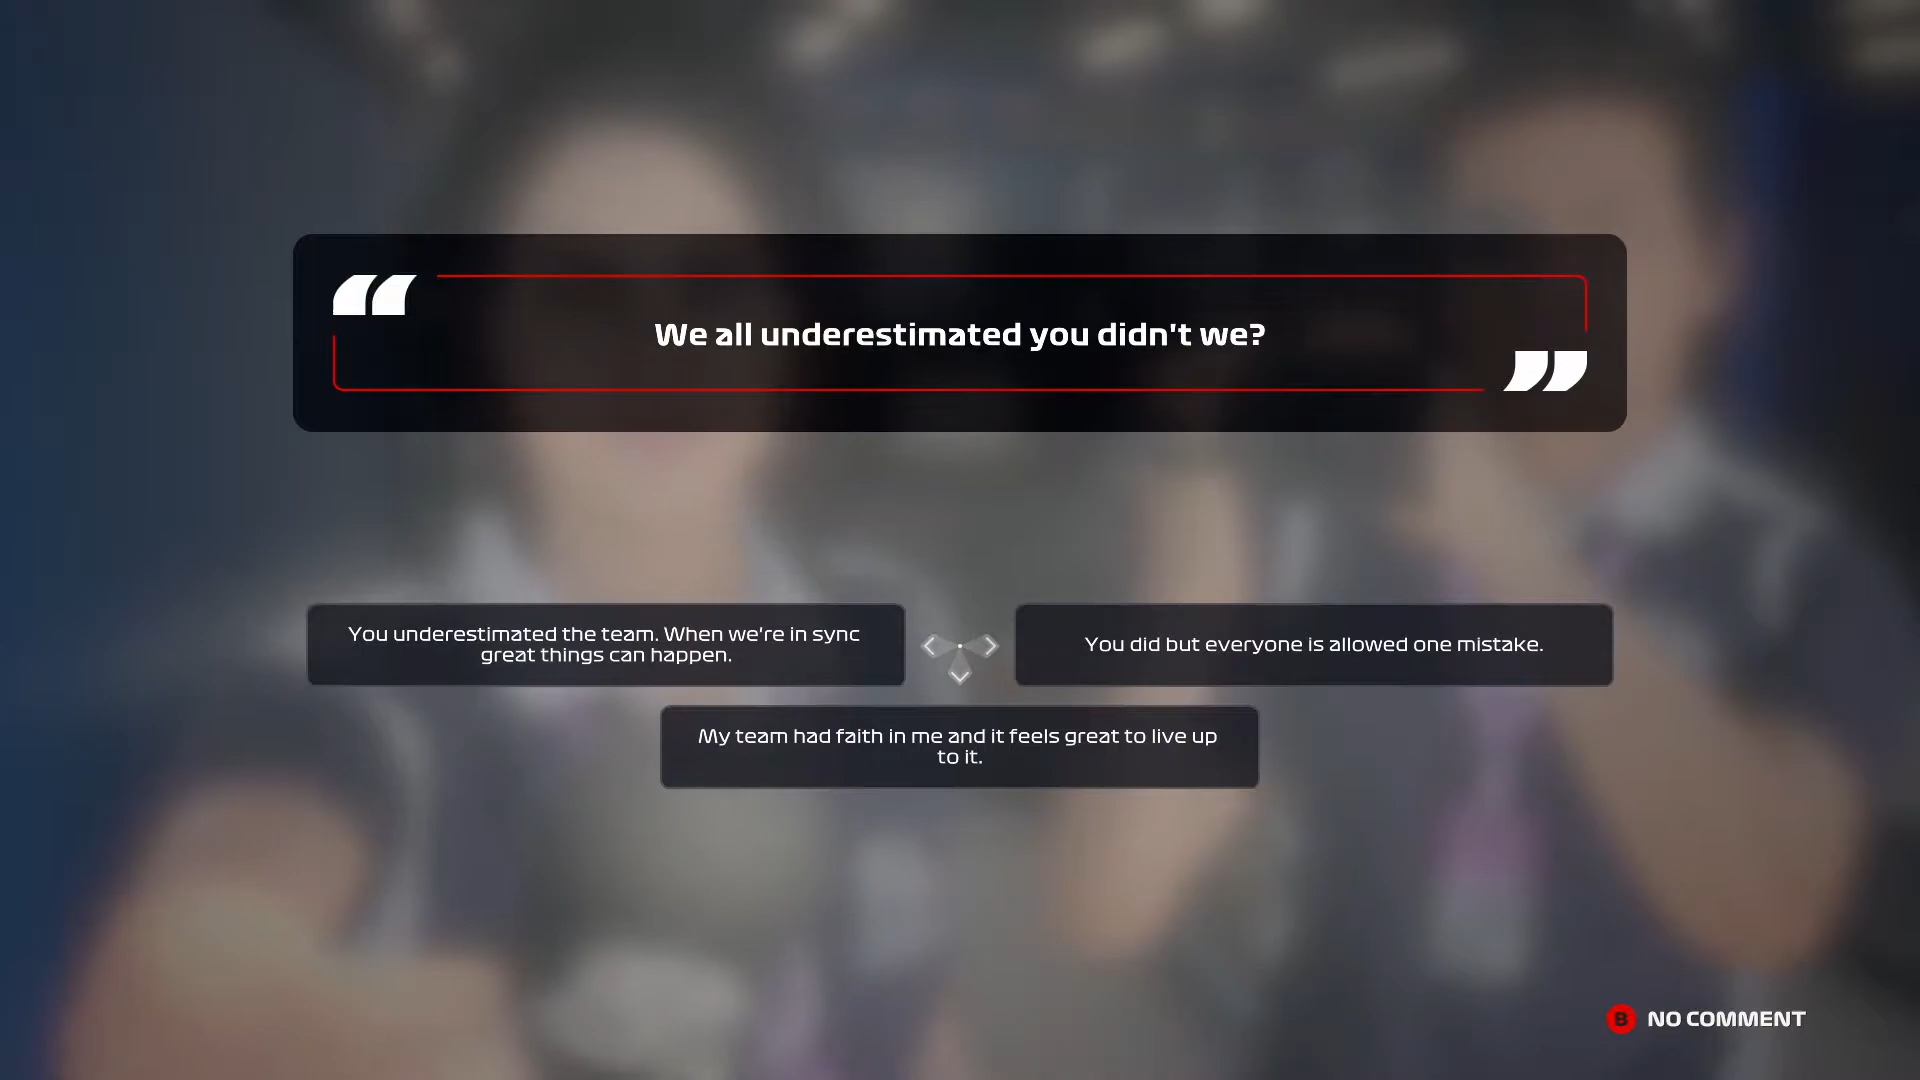 “
We all underestimated you didn't we?
”
You underestimated the team. When we're in sync
great things can happen.
You did but everyone is allowed one mistake.
My team had faith in me and it feels great to live up
to it.
B NO COMMENT